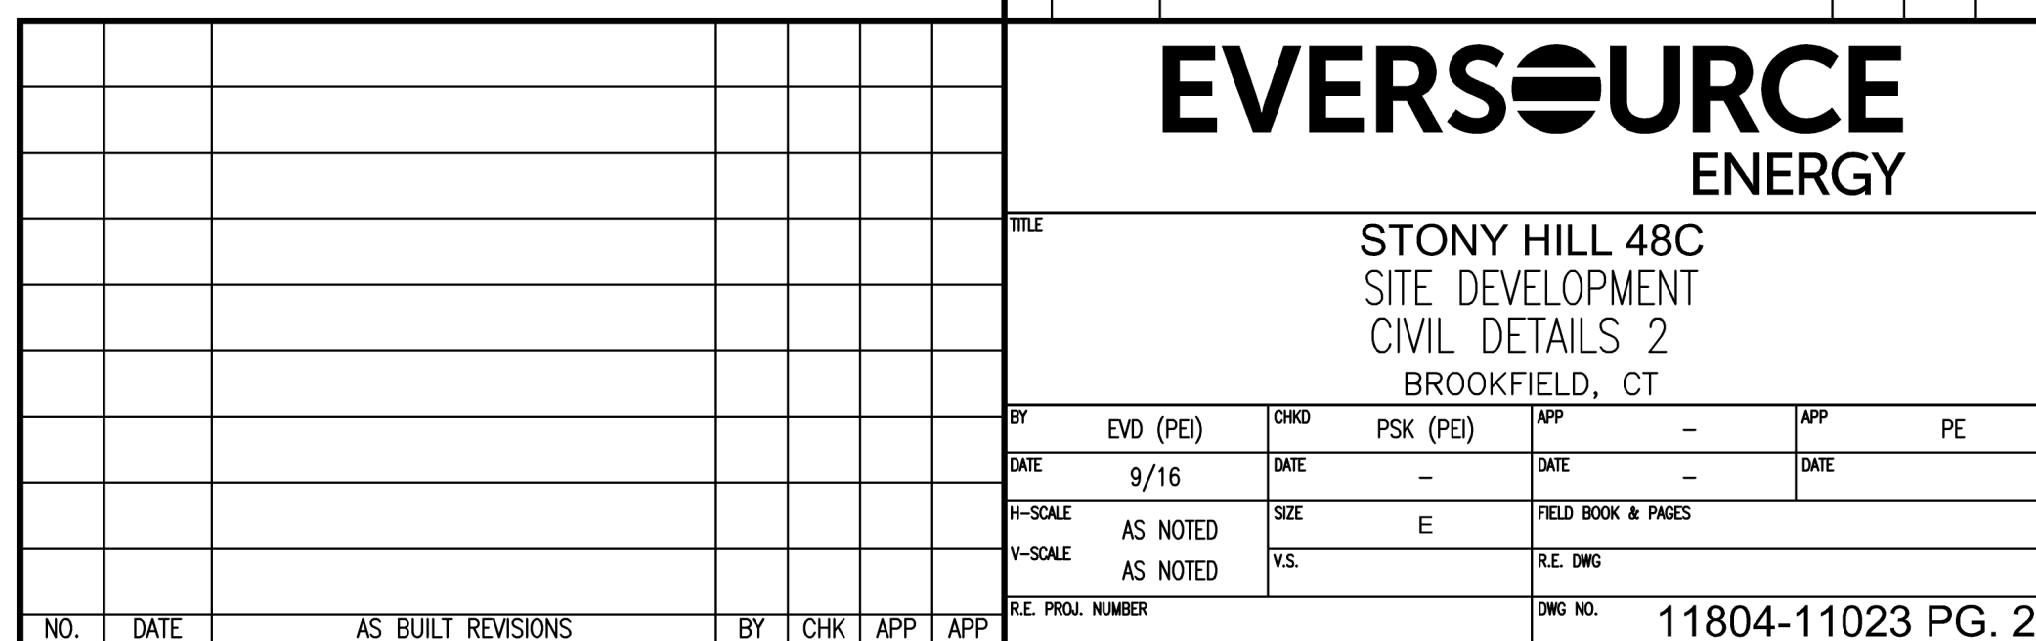 EVERSOURCE
ENERGY
TITLE
STONY HILL 48C
SITE DEVELOPMENT
CIVIL DETAILS 2
BROOKFIELD, CT
BY EVD (PEI) CHKD PSK (PEI) APP – APP PE
DATE 9/16 DATE – DATE – DATE
H-SCALE AS NOTED SIZE E FIELD BOOK & PAGES
V-SCALE AS NOTED V.S. R.E. DWG
R.E. PROJ. NUMBER DWG NO. 11804-11023 PG. 2
NO. DATE AS BUILT REVISIONS BY CHK APP APP